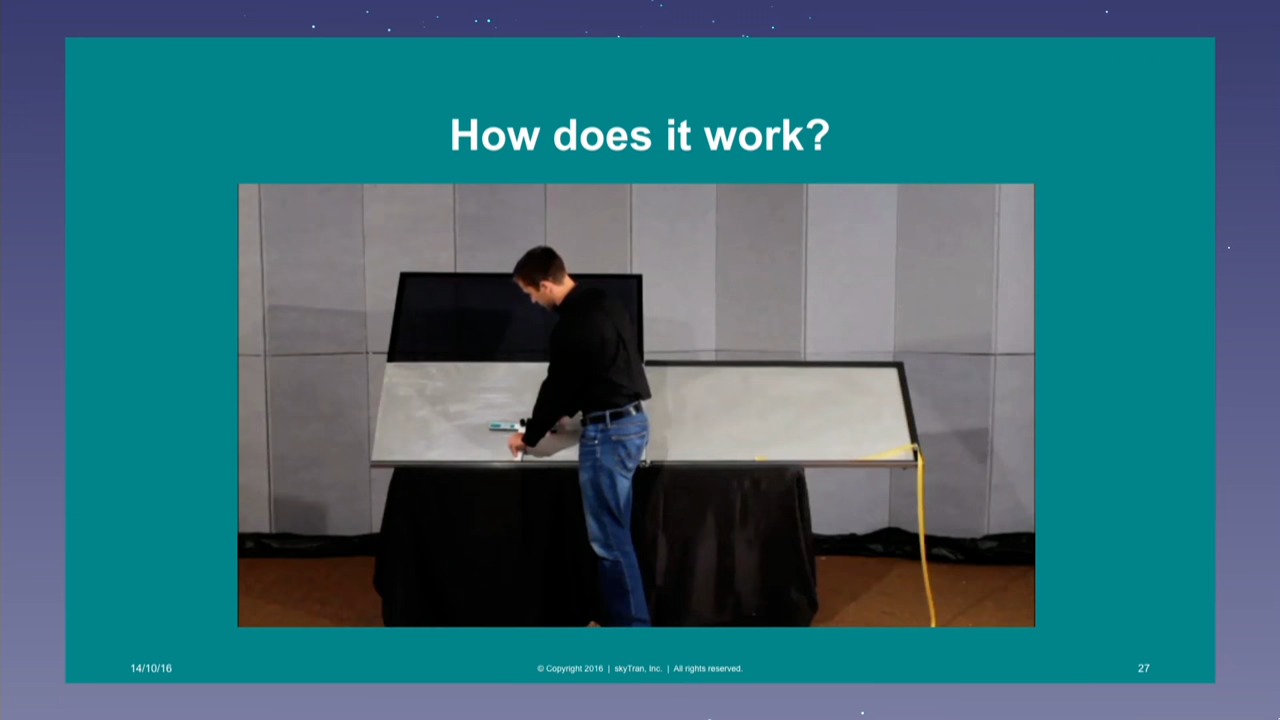 How does it work?
14/10/16
© Copyright 2016 | skyTran, Inc. | All rights reserved.
27